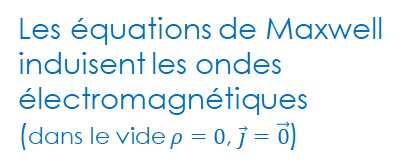 Les équations de Maxwell
induisent les ondes
électromagnétiques
(dans le vide ρ = 0, j⃗ = 0⃗)